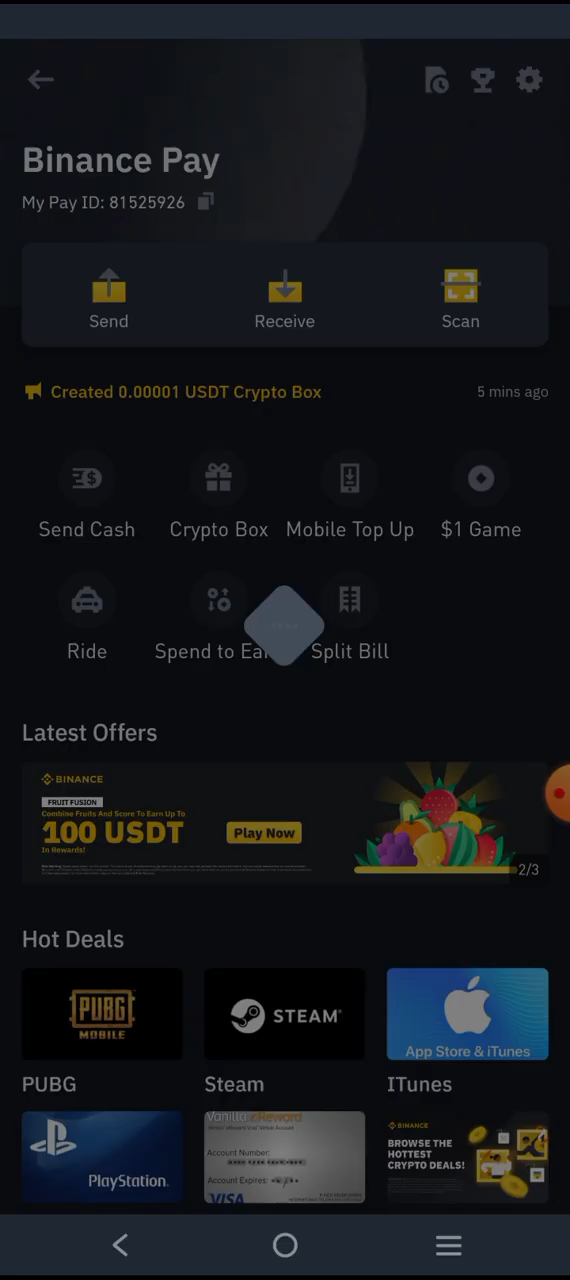 Binance Pay
My Pay ID: 81525926
Send
Receive
Scan
Created 0.00001 USDT Crypto Box
5 mins ago
Send Cash
Crypto Box
Mobile Top Up
$1 Game
Ride
Spend to Ear
Split Bill
Latest Offers
BINANCE
FRUIT FUSION
Combine Fruits And Score To Earn Up To
100 USDT
In Rewards!
Play Now
2/3
Hot Deals
PUBG
MOBILE
STEAM
App Store & iTunes
PUBG
Steam
ITunes
PlayStation
Vanilla eReward
Account Number:
Account Expires:
VISA
BINANCE
BROWSE THE
HOTTEST
CRYPTO DEALS!